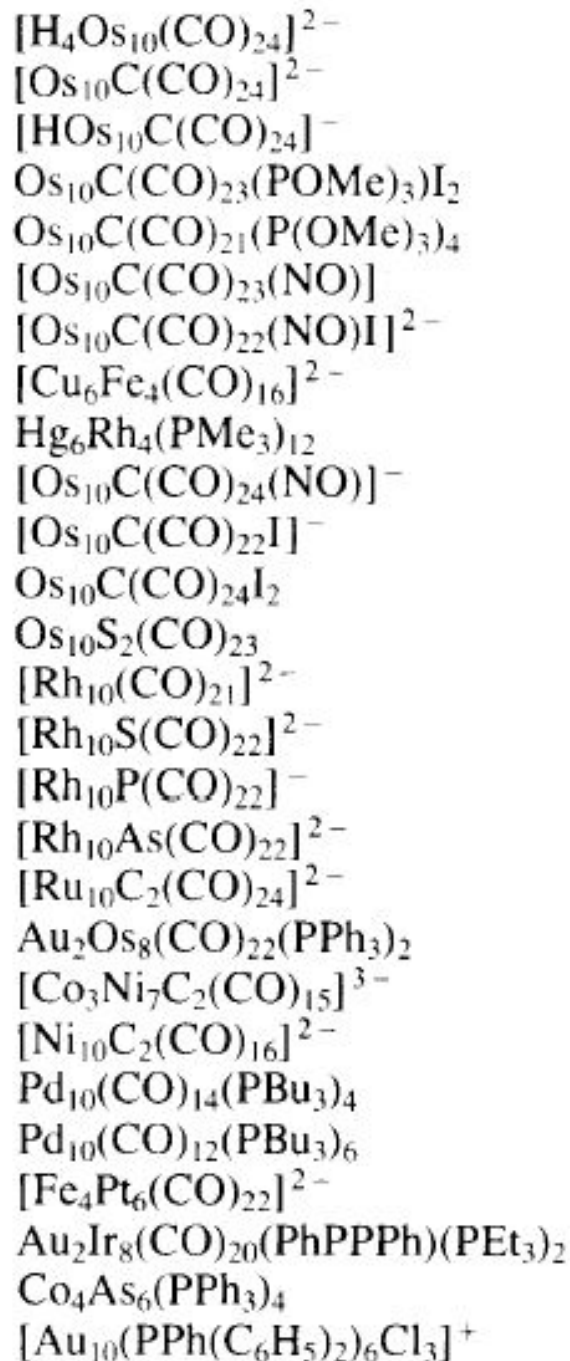 [H₄Os₁₀(CO)₂₄]²⁻
[Os₁₀C(CO)₂₄]²⁻
[HOs₁₀C(CO)₂₄]⁻
Os₁₀C(CO)₂₃(POMe)₃)I₂
Os₁₀C(CO)₂₁(P(OMe)₃)₄
[Os₁₀C(CO)₂₃(NO)]
[Os₁₀C(CO)₂₂(NO)I]²⁻
[Cu₆Fe₄(CO)₁₆]²⁻
Hg₆Rh₄(PMe₃)₁₂
[Os₁₀C(CO)₂₄(NO)]⁻
[Os₁₀C(CO)₂₂I]⁻
Os₁₀C(CO)₂₄I₂
Os₁₀S₂(CO)₂₃
[Rh₁₀(CO)₂₁]²⁻
[Rh₁₀S(CO)₂₂]²⁻
[Rh₁₀P(CO)₂₂]⁻
[Rh₁₀As(CO)₂₂]²⁻
[Ru₁₀C₂(CO)₂₄]²⁻
Au₂Os₈(CO)₂₂(PPh₃)₂
[Co₃Ni₇C₂(CO)₁₅]³⁻
[Ni₁₀C₂(CO)₁₆]²⁻
Pd₁₀(CO)₁₄(PBu₃)₄
Pd₁₀(CO)₁₂(PBu₃)₆
[Fe₄Pt₆(CO)₂₂]²⁻
Au₂Ir₈(CO)₂₀(PhPPPh)(PEt₃)₂
Co₄As₆(PPh₃)₄
[Au₁₀(PPh(C₆H₅)₂)₆Cl₃]⁺